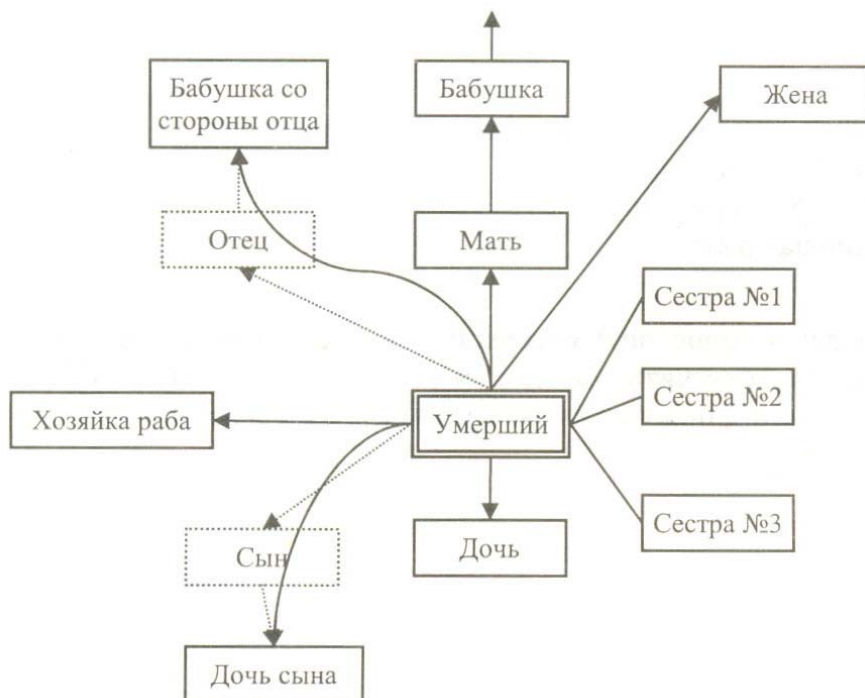 Бабушка со
стороны отца
Бабушка
Жена
Отец
Мать
Сестра №1
Хозяйка раба
Умерший
Сестра №2
Сын
Дочь
Сестра №3
Дочь сына